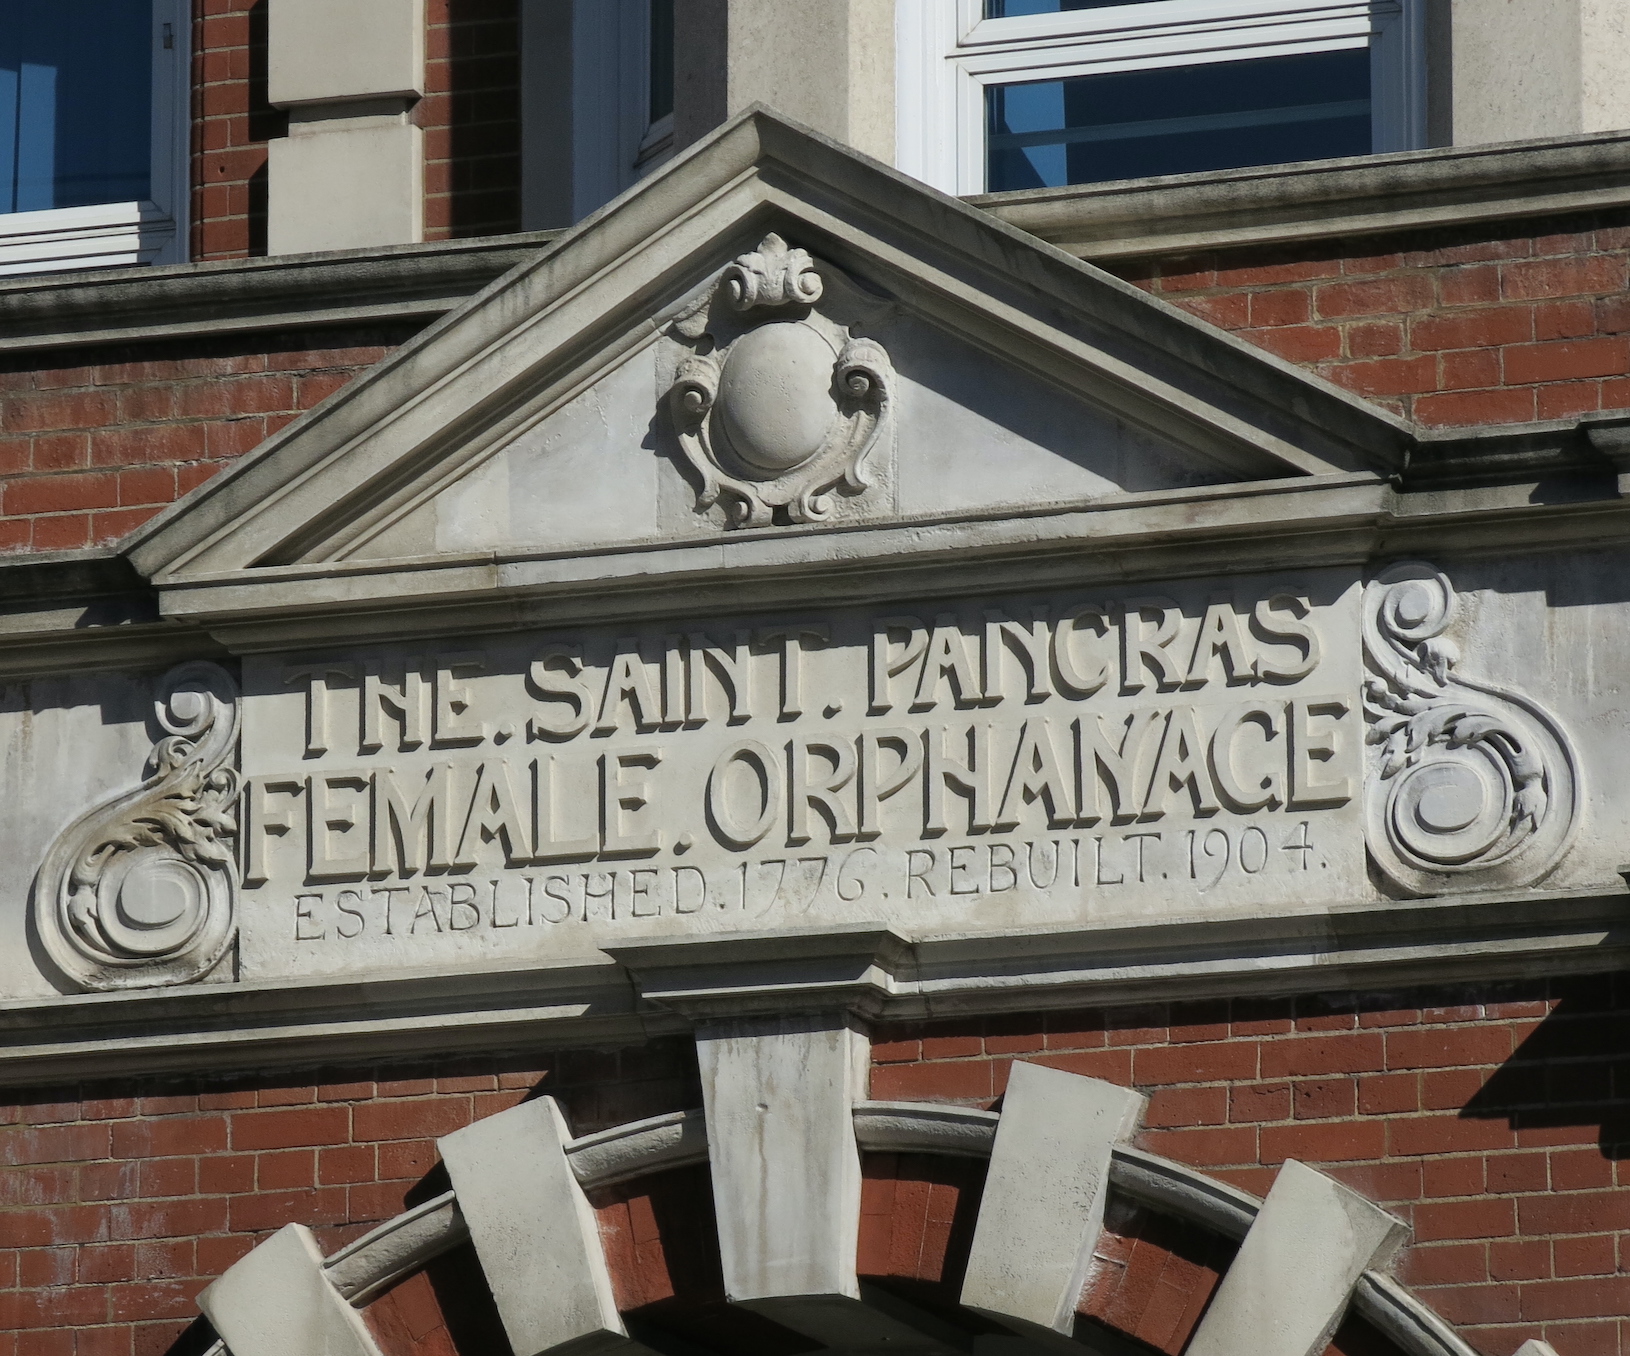 THE. SAINT. PANCRAS
FEMALE. ORPHANAGE
ESTABLISHED. 1776. REBUILT. 1904.